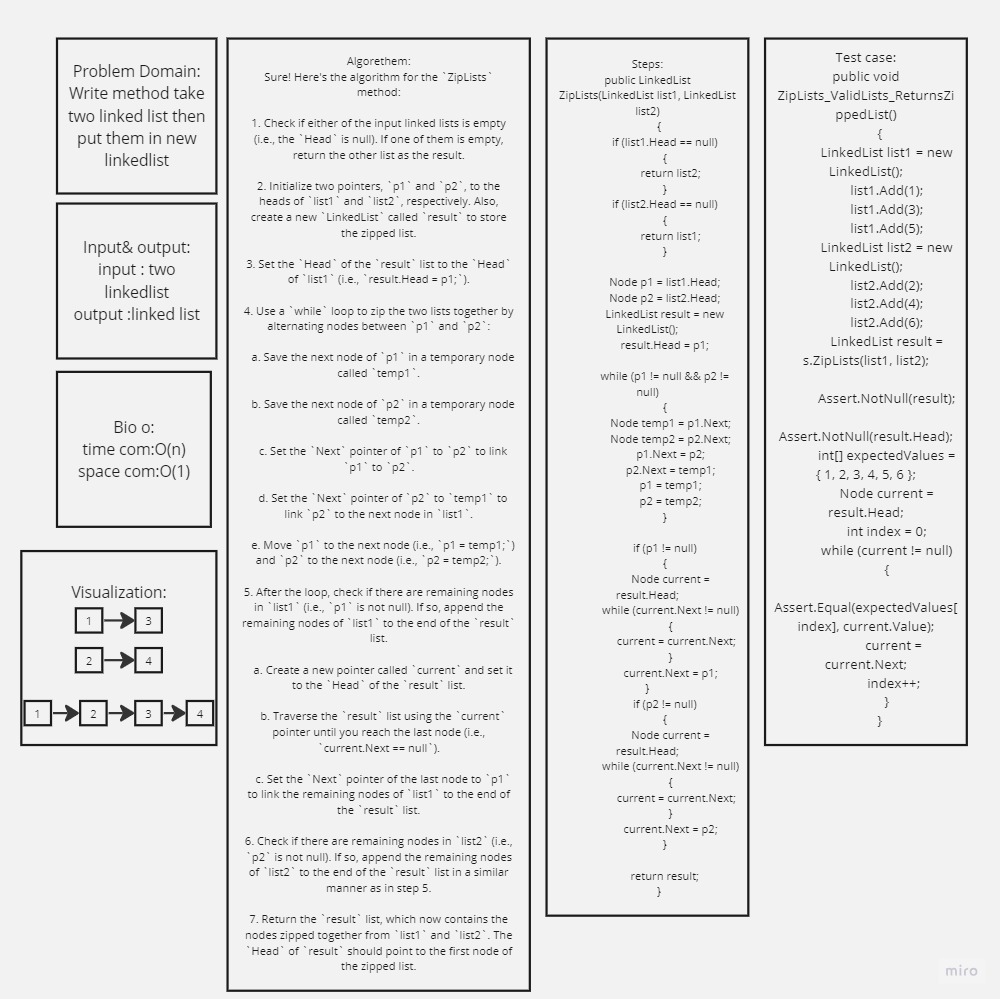 Problem Domain:
Write method take
two linked list then
put them in new
linkedlist
Input& output:
input : two
linkedlist
output :linked list
Bio o:
time com:O(n)
space com:O(1)
Visualization:
1 3
2 4
1 2 3 4
Algorethem:
Sure! Here's the algorithm for the `ZipLists`
method:
1. Check if either of the input linked lists is empty
(i.e., the `Head` is null). If one of them is empty,
return the other list as the result.
2. Initialize two pointers, `p1` and `p2`, to the
heads of `list1` and `list2`, respectively. Also,
create a new `LinkedList` called `result` to store
the zipped list.
3. Set the `Head` of the `result` list to the `Head`
of `list1` (i.e., `result.Head = p1;`).
4. Use a `while` loop to zip the two lists together by
alternating nodes between `p1` and `p2`:
a. Save the next node of `p1` in a temporary node
called `temp1`.
b. Save the next node of `p2` in a temporary node
called `temp2`.
c. Set the `Next` pointer of `p1` to `p2` to link
`p1` to `p2`.
d. Set the `Next` pointer of `p2` to `temp1` to
link `p2` to the next node in `list1`.
e. Move `p1` to the next node (i.e., `p1 = temp1;`)
and `p2` to the next node (i.e., `p2 = temp2;`).
5. After the loop, check if there are remaining nodes
in `list1` (i.e., `p1` is not null). If so, append the
remaining nodes of `list1` to the end of the `result`
list.
a. Create a new pointer called `current` and set it
to the `Head` of the `result` list.
b. Traverse the `result` list using the `current`
pointer until you reach the last node (i.e.,
`current.Next == null`).
c. Set the `Next` pointer of the last node to `p1`
to link the remaining nodes of `list1` to the end of
the `result` list.
6. Check if there are remaining nodes in `list2` (i.e.,
`p2` is not null). If so, append the remaining nodes
of `list2` to the end of the `result` list in a similar
manner as in step 5.
7. Return the `result` list, which now contains the
nodes zipped together from `list1` and `list2`. The
`Head` of `result` should point to the first node of
the zipped list.
Steps:
public LinkedList
ZipLists(LinkedList list1, LinkedList
list2)
{
if (list1.Head == null)
{
return list2;
}
if (list2.Head == null)
{
return list1;
}
Node p1 = list1.Head;
Node p2 = list2.Head;
LinkedList result = new
LinkedList();
result.Head = p1;
while (p1 != null && p2 !=
null)
{
Node temp1 = p1.Next;
Node temp2 = p2.Next;
p1.Next = p2;
p2.Next = temp1;
p1 = temp1;
p2 = temp2;
}
if (p1 != null)
{
Node current =
result.Head;
while (current.Next != null)
{
current = current.Next;
}
current.Next = p1;
}
if (p2 != null)
{
Node current =
result.Head;
while (current.Next != null)
{
current = current.Next;
}
current.Next = p2;
}
return result;
}
Test case:
public void
ZipLists_ValidLists_ReturnsZi
ppedList()
{
LinkedList list1 = new
LinkedList();
list1.Add(1);
list1.Add(3);
list1.Add(5);
LinkedList list2 = new
LinkedList();
list2.Add(2);
list2.Add(4);
list2.Add(6);
LinkedList result =
s.ZipLists(list1, list2);
Assert.NotNull(result);
Assert.NotNull(result.Head);
int[] expectedValues =
{ 1, 2, 3, 4, 5, 6 };
Node current =
result.Head;
int index = 0;
while (current != null)
{
Assert.Equal(expectedValues[
index], current.Value);
current =
current.Next;
index++;
}
}
miro